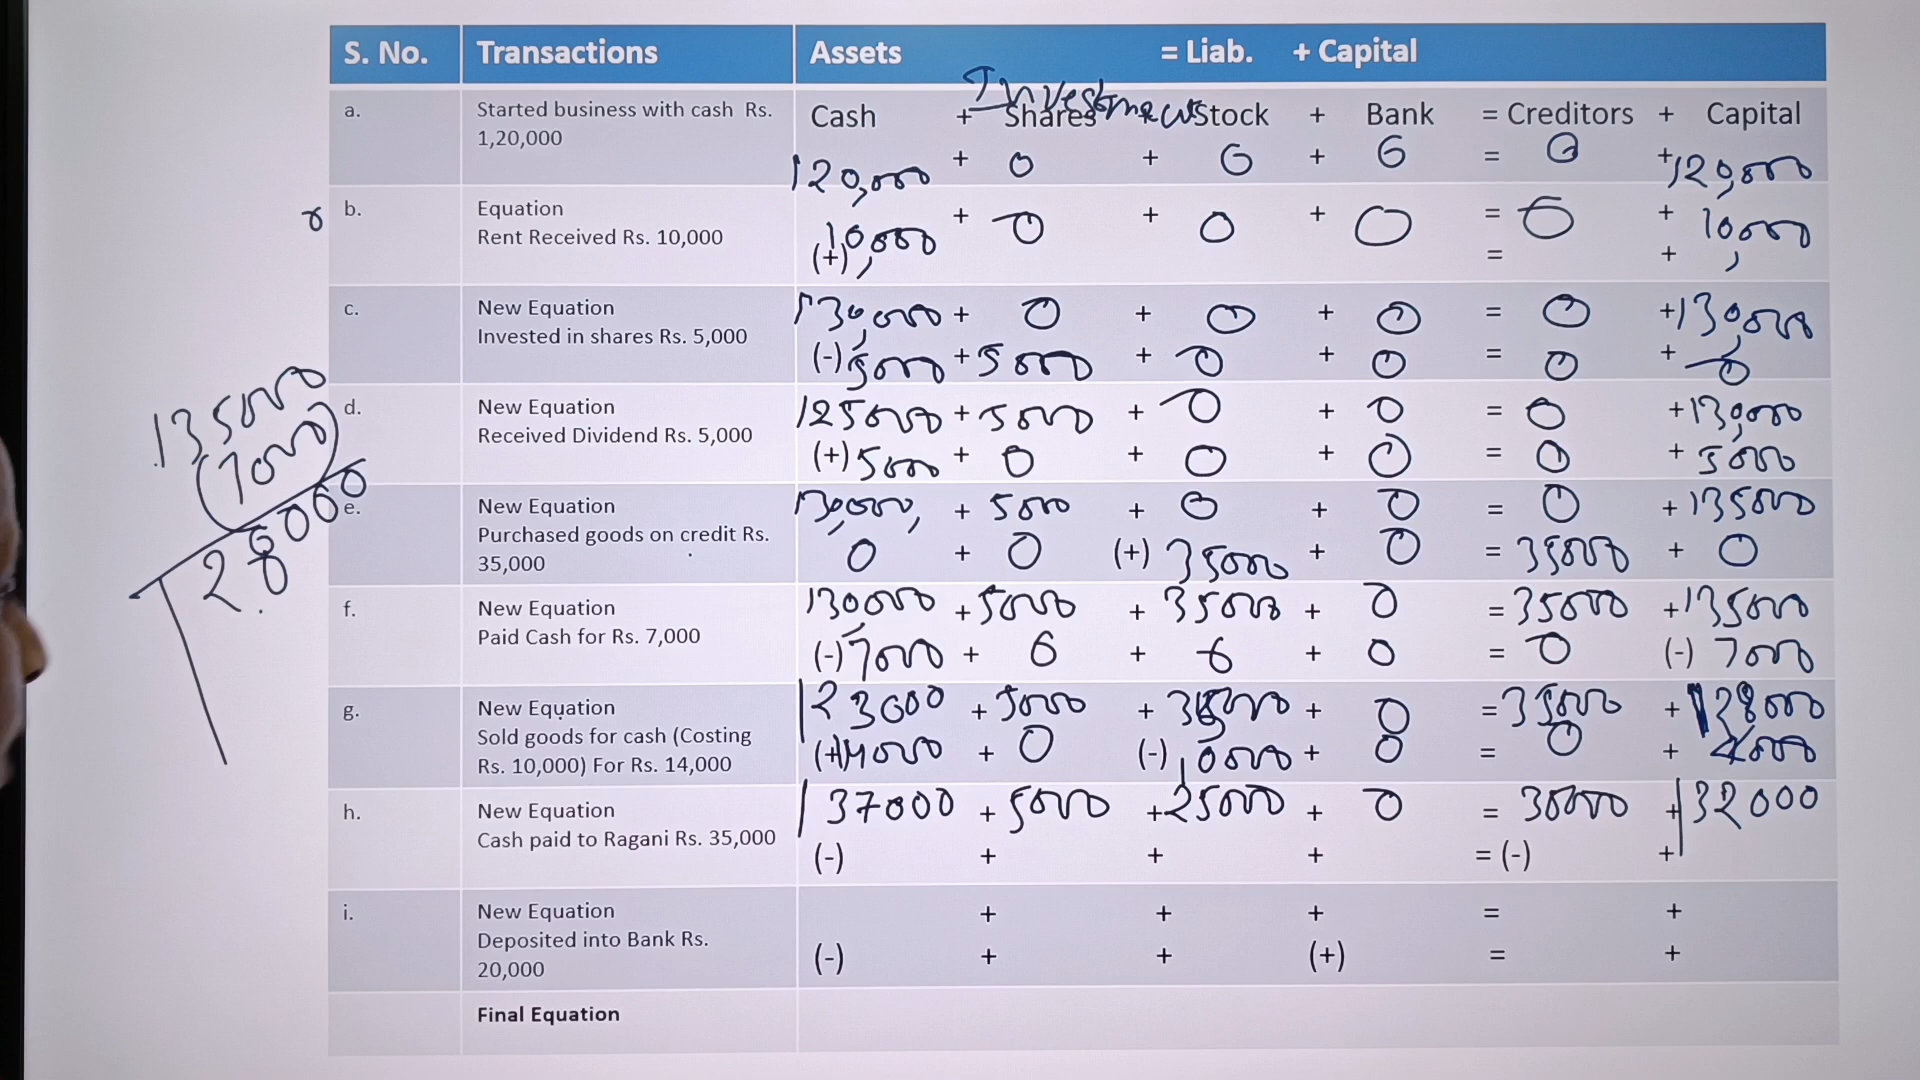 S. No. Transactions Assets = Liab. + Capital
Investment
a. Started business with cash Rs. 1,20,000 Cash + Shares + Stock + Bank = Creditors + Capital
120,000 + 0 + 0 + 0 = 0 + 120,000
b. Equation
Rent Received Rs. 10,000
(+) 10,000 + 0 + 0 + 0 = 0 + 10,000
= +
c. New Equation 130,000 + 0 + 0 + 0 = 0 + 130,000
Invested in shares Rs. 5,000 (-) 5000 + 5000 + 0 + 0 = 0 + 0
d. New Equation 125000 + 5000 + 0 + 0 = 0 + 130,000
Received Dividend Rs. 5,000 (+) 5000 + 0 + 0 + 0 = 0 + 5000
e. New Equation 130,000, + 5000 + 0 + 0 = 0 + 135000
Purchased goods on credit Rs. 35,000 0 + 0 (+) 35000 + 0 = 35000 + 0
f. New Equation 130000 + 5000 + 35000 + 0 = 35000 + 135000
Paid Cash for Rs. 7,000 (-) 7000 + 0 + 0 + 0 = 0 (-) 7000
g. New Equation 123000 + 5000 + 35000 + 0 = 35000 + 128000
Sold goods for cash (Costing Rs. 10,000) For Rs. 14,000 (+) 14000 + 0 (-) 10000 + 0 = 0 + 4000
h. New Equation 137000 + 5000 + 25000 + 0 = 30000 + 132000
Cash paid to Ragani Rs. 35,000 (-) + + + = (-) +
i. New Equation + + + = +
Deposited into Bank Rs. 20,000 (-) + + (+) = +
Final Equation
135000
(7000)